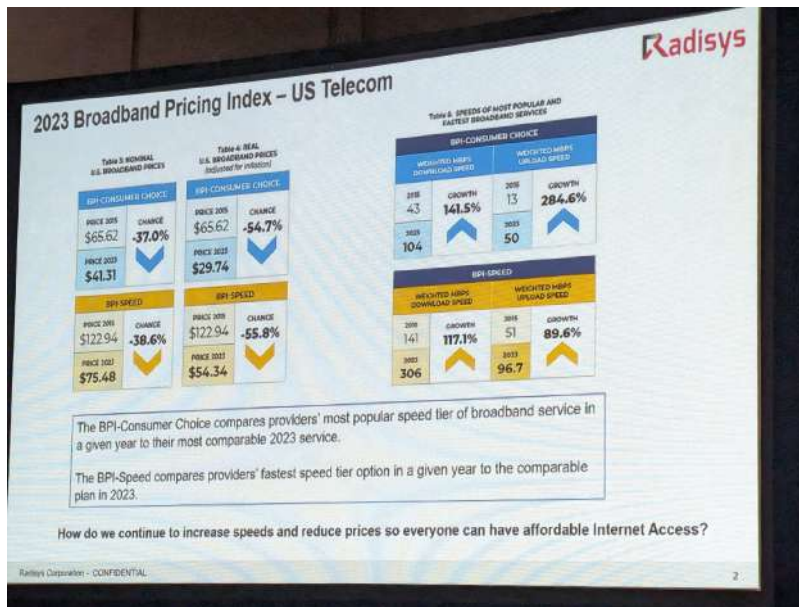 Radisys
2023 Broadband Pricing Index – US Telecom
Table 3: NOMINAL
U.S. BROADBAND PRICES
BPI-CONSUMER CHOICE
PRICE 2015
$65.62
CHANGE
-37.0%
PRICE 2023
$41.31
BPI-SPEED
PRICE 2015
$122.94
CHANGE
-38.6%
PRICE 2023
$75.48
Table 4: REAL
U.S. BROADBAND PRICES
(adjusted for inflation)
BPI-CONSUMER CHOICE
PRICE 2015
$65.62
CHANGE
-54.7%
PRICE 2023
$29.74
BPI-SPEED
PRICE 2015
$122.94
CHANGE
-55.8%
PRICE 2023
$54.34
SPEEDS OF MOST POPULAR AND
FASTEST BROADBAND SERVICES
BPI-CONSUMER CHOICE
WEIGHTED MBPS
DOWNLOAD SPEED
2015
43
GROWTH
141.5%
2023
104
WEIGHTED MBPS
UPLOAD SPEED
2015
13
GROWTH
284.6%
2023
50
BPI-SPEED
WEIGHTED MBPS
DOWNLOAD SPEED
2015
141
GROWTH
117.1%
2023
306
WEIGHTED MBPS
UPLOAD SPEED
2015
51
GROWTH
89.6%
2023
96.7
The BPI-Consumer Choice compares providers' most popular speed tier of broadband service in
a given year to their most comparable 2023 service.
The BPI-Speed compares providers' fastest speed tier option in a given year to the comparable
plan in 2023.
How do we continue to increase speeds and reduce prices so everyone can have affordable Internet Access?
Radisys Corporation - CONFIDENTIAL
2